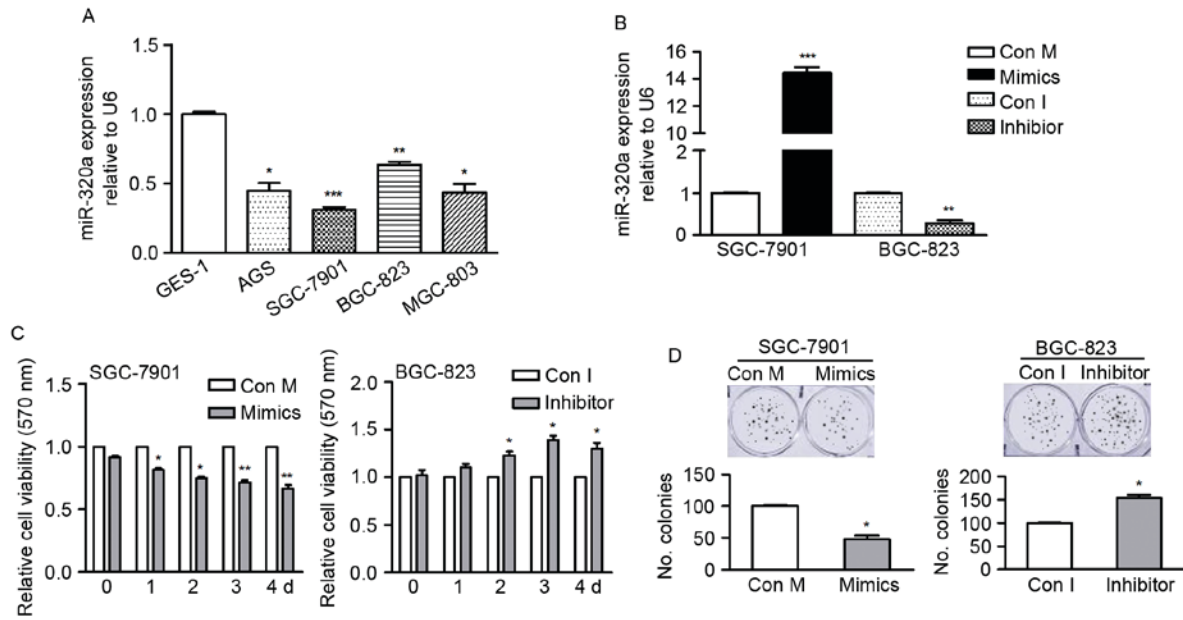 A
miR-320a expression
relative to U6
1.5
1.0
0.5
0.0
*
***
**
*
GES-1
AGS
SGC-7901
BGC-823
MGC-803
B
miR-320a expression
relative to U6
16
14
12
10
8
6
4
2
1
0
***
**
SGC-7901
BGC-823
Con M
Mimics
Con I
Inhibior
C
Relative cell viability (570 nm)
1.5
1.0
0.5
0.0
SGC-7901
Con M
Mimics
*
*
**
**
0 1 2 3 4 d
Relative cell viability (570 nm)
2.0
1.5
1.0
0.5
0.0
BGC-823
Con I
Inhibitor
*
*
*
0 1 2 3 4 d
D
SGC-7901
Con M Mimics
No. colonies
150
100
50
0
*
Con M Mimics
BGC-823
Con I Inhibitor
No. colonies
200
150
100
50
0
*
Con I Inhibitor